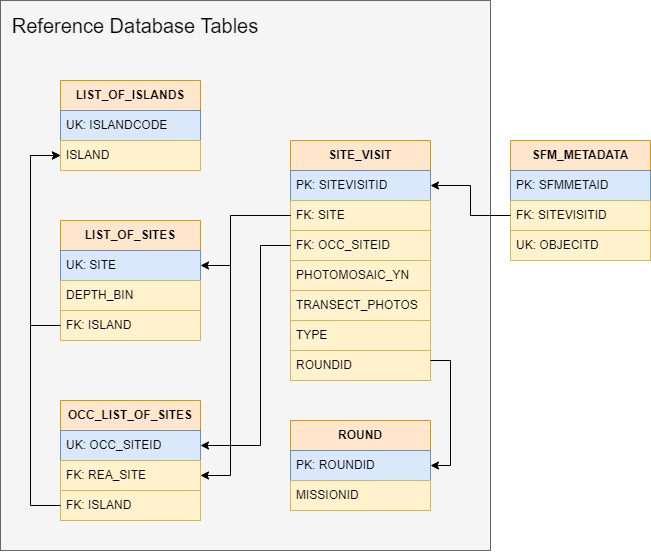 Reference Database Tables
LIST_OF_ISLANDS
UK: ISLANDCODE
ISLAND
LIST_OF_SITES
UK: SITE
DEPTH_BIN
FK: ISLAND
OCC_LIST_OF_SITES
UK: OCC_SITEID
FK: REA_SITE
FK: ISLAND
SITE_VISIT
PK: SITEVISITID
FK: SITE
FK: OCC_SITEID
PHOTOMOSAIC_YN
TRANSECT_PHOTOS
TYPE
ROUNDID
ROUND
PK: ROUNDID
MISSIONID
SFM_METADATA
PK: SFMMETAID
FK: SITEVISITID
UK: OBJECITD